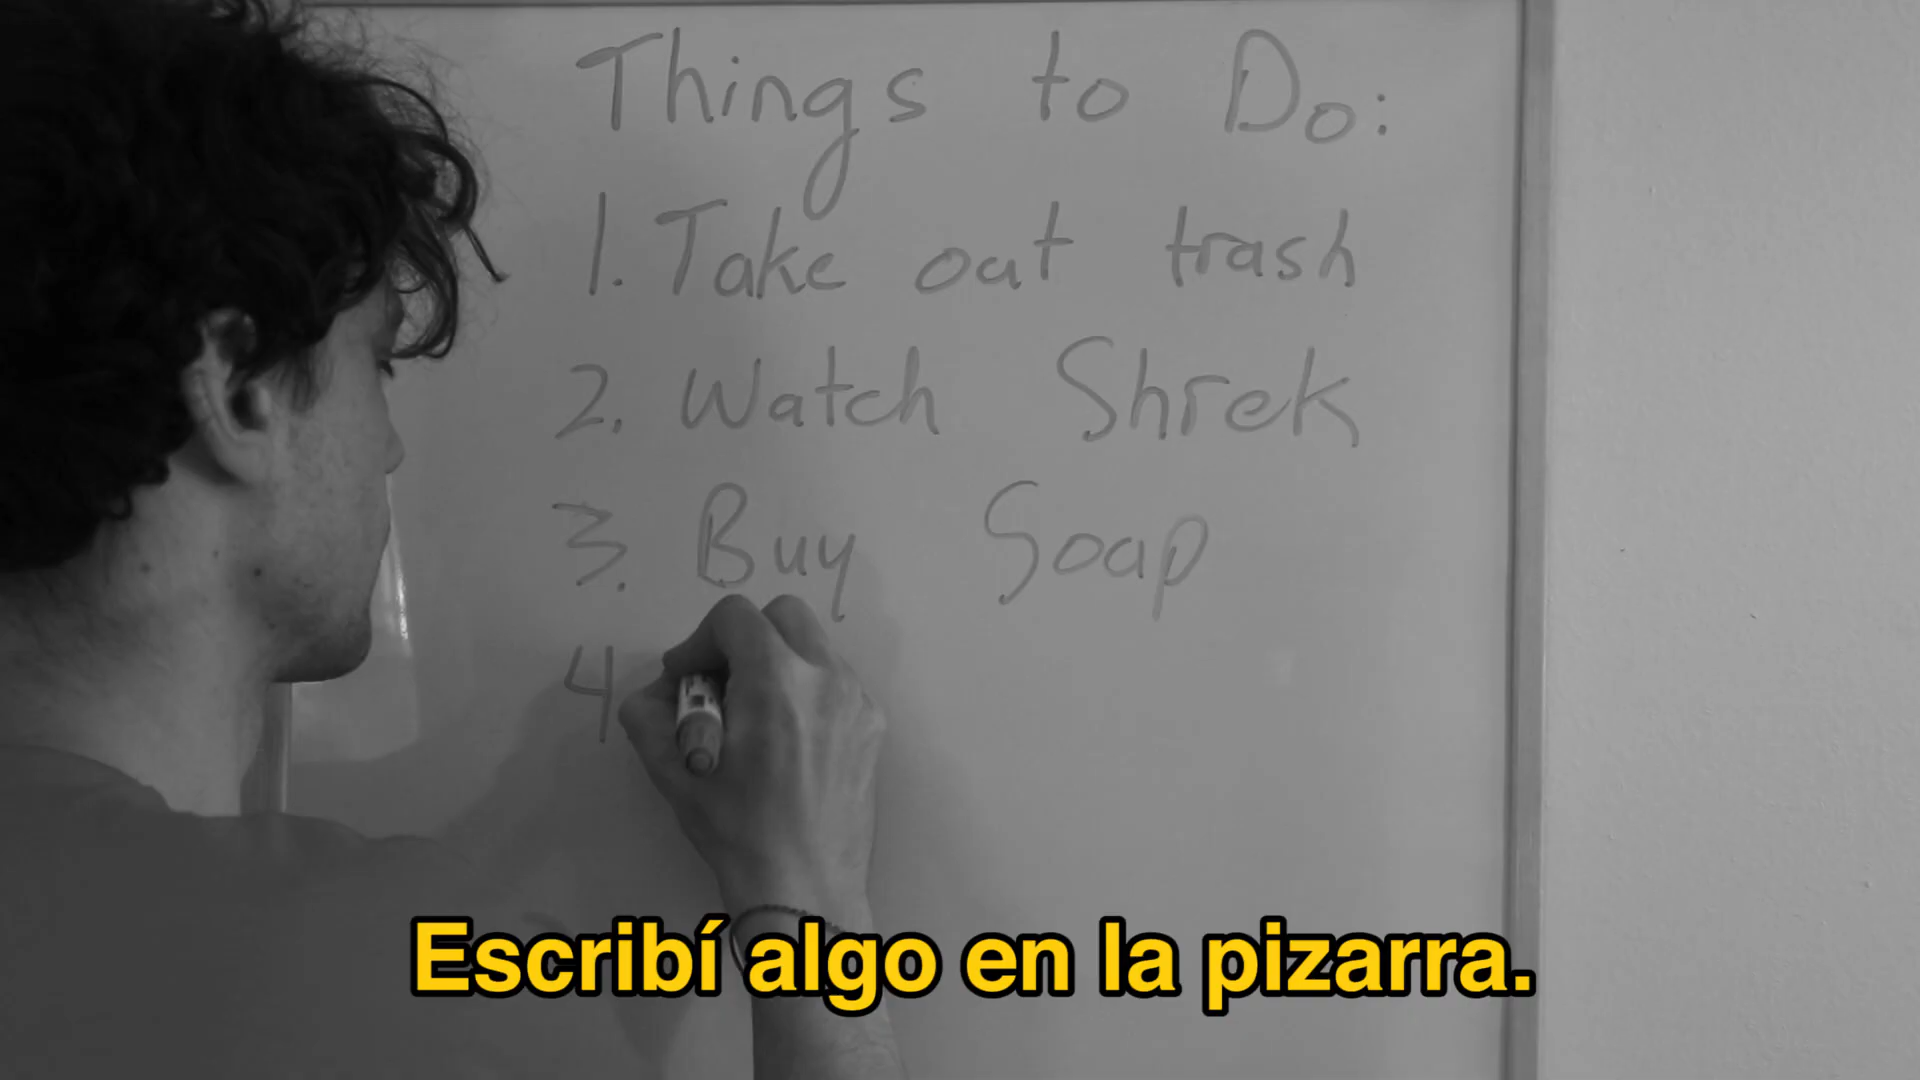 Things to Do:
1. Take out trash
2. Watch Shrek
3. Buy Soap
4
Escribí algo en la pizarra.